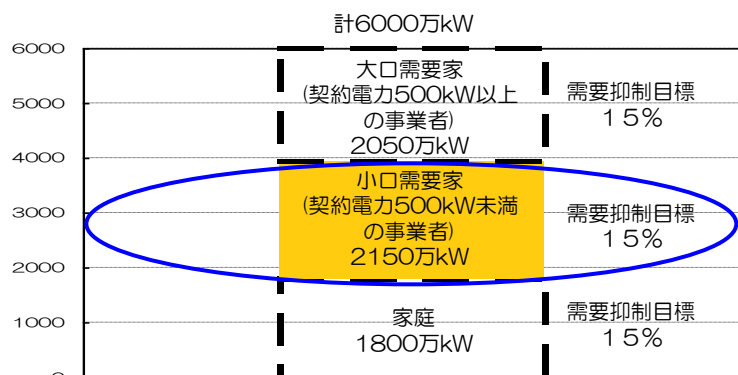 計6000万kW
6000
5000
4000
3000
2000
1000
0
大口需要家
(契約電力500kW以上
の事業者)
2050万kW
需要抑制目標
１５%
小口需要家
(契約電力500kW未満
の事業者)
2150万kW
需要抑制目標
１５%
家庭
1800万kW
需要抑制目標
１５%